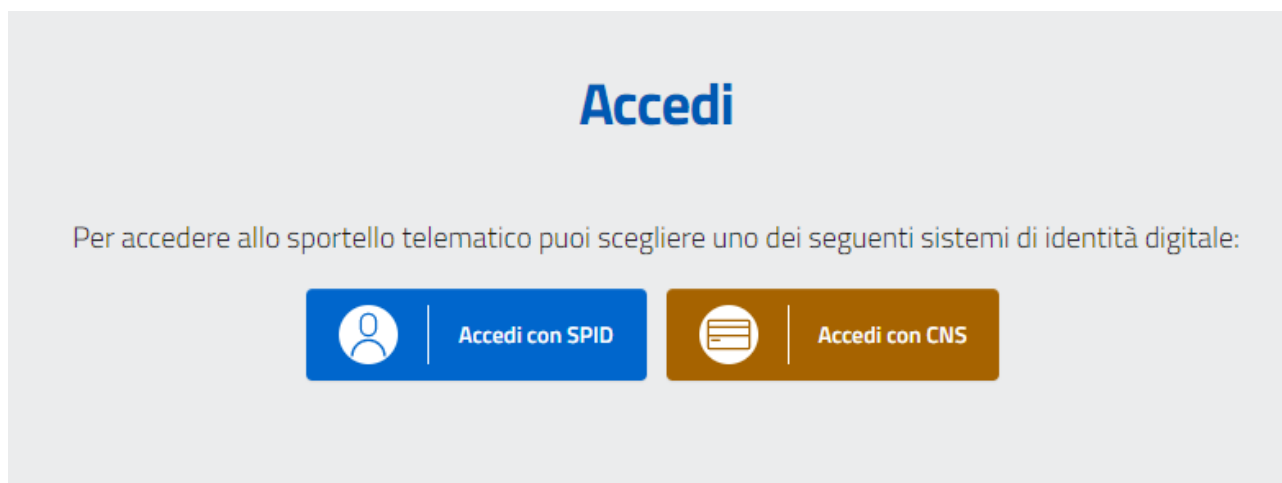 Accedi
Per accedere allo sportello telematico puoi scegliere uno dei seguenti sistemi di identità digitale:
Accedi con SPID
Accedi con CNS